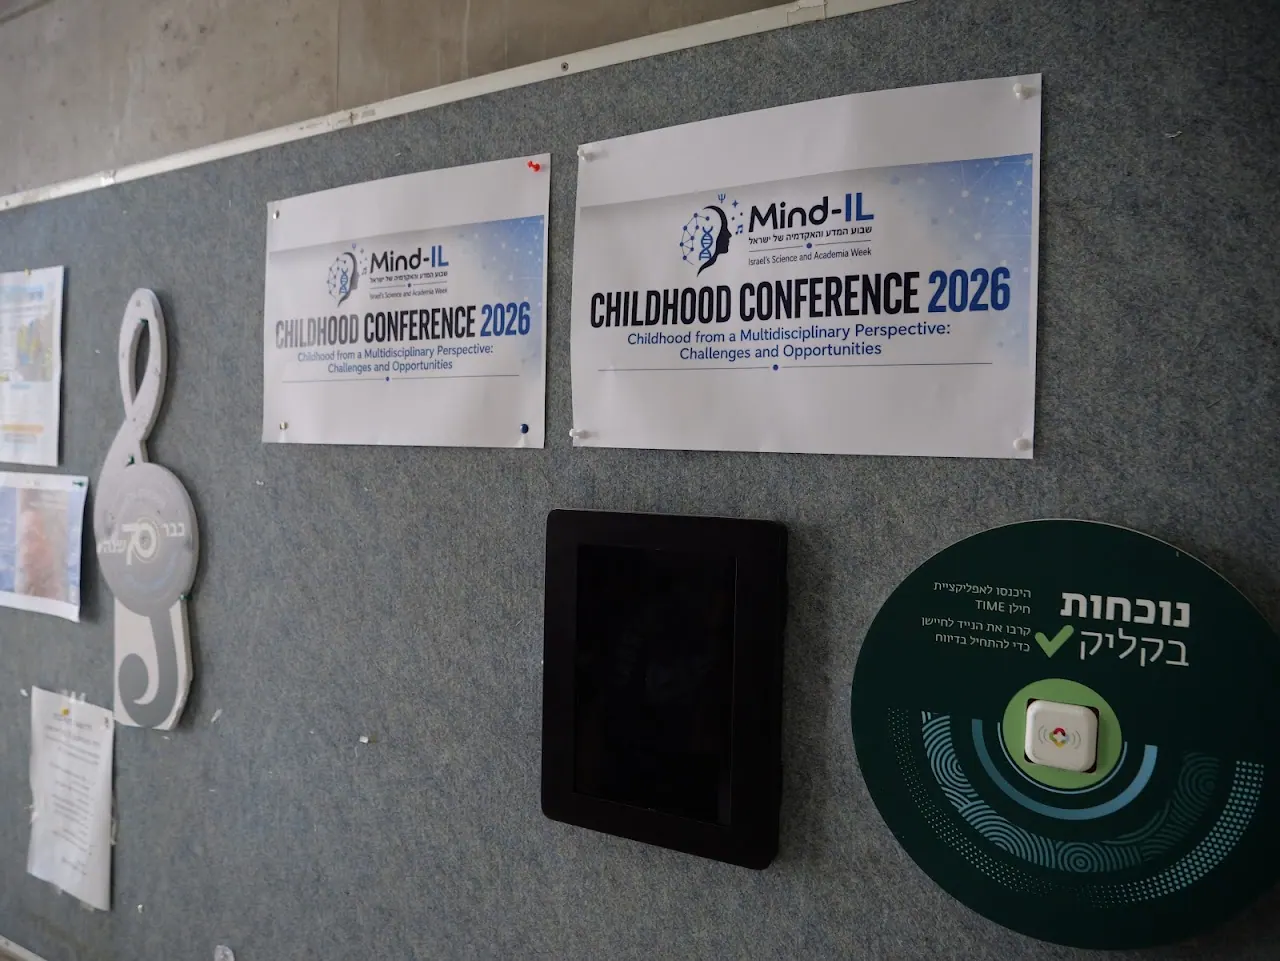 Mind-IL
שבוע המדע והאקדמיה של ישראל
Israel's Science and Academia Week
CHILDHOOD CONFERENCE 2026
Childhood from a Multidisciplinary Perspective:
Challenges and Opportunities
Mind-IL
שבוע המדע והאקדמיה של ישראל
Israel's Science and Academia Week
CHILDHOOD CONFERENCE 2026
Childhood from a Multidisciplinary Perspective:
Challenges and Opportunities
כבר 70 שנה
נוכחות
בקליק
היכנסו לאפליקציית
חילן TIME
קרבו את הנייד לחיישן
כדי להתחיל בדיווח